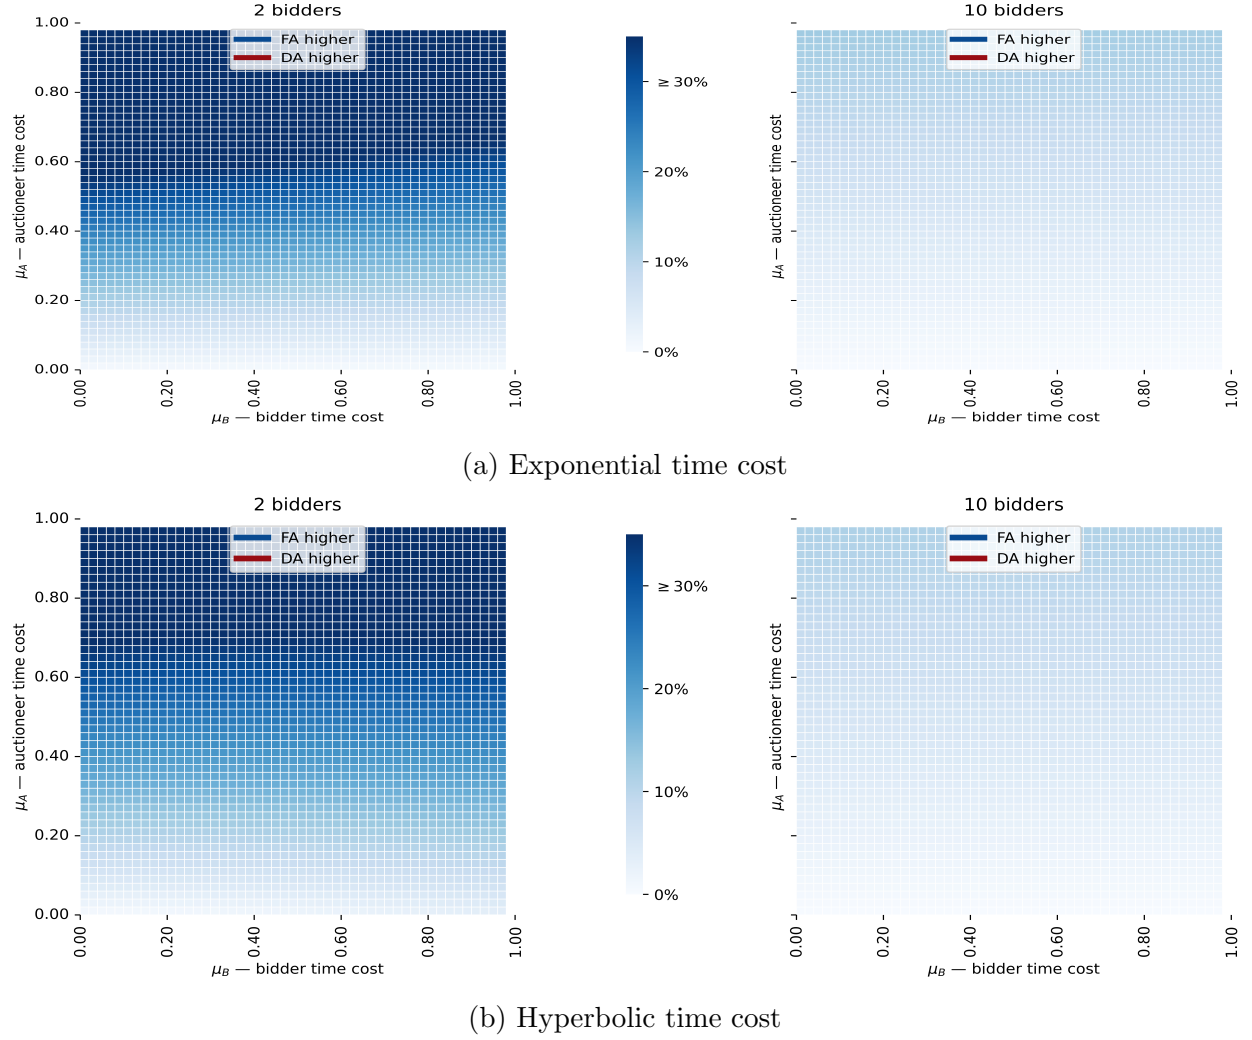 2 bidders
10 bidders
FA higher
DA higher
FA higher
DA higher
1.00
0.80
0.60
0.40
0.20
0.00
μA — auctioneer time cost
0.00 0.20 0.40 0.60 0.80 1.00
μB — bidder time cost
≥ 30%
20%
10%
0%
μA — auctioneer time cost
0.00 0.20 0.40 0.60 0.80 1.00
μB — bidder time cost
(a) Exponential time cost
2 bidders
10 bidders
FA higher
DA higher
FA higher
DA higher
1.00
0.80
0.60
0.40
0.20
0.00
μA — auctioneer time cost
0.00 0.20 0.40 0.60 0.80 1.00
μB — bidder time cost
≥ 30%
20%
10%
0%
μA — auctioneer time cost
0.00 0.20 0.40 0.60 0.80 1.00
μB — bidder time cost
(b) Hyperbolic time cost